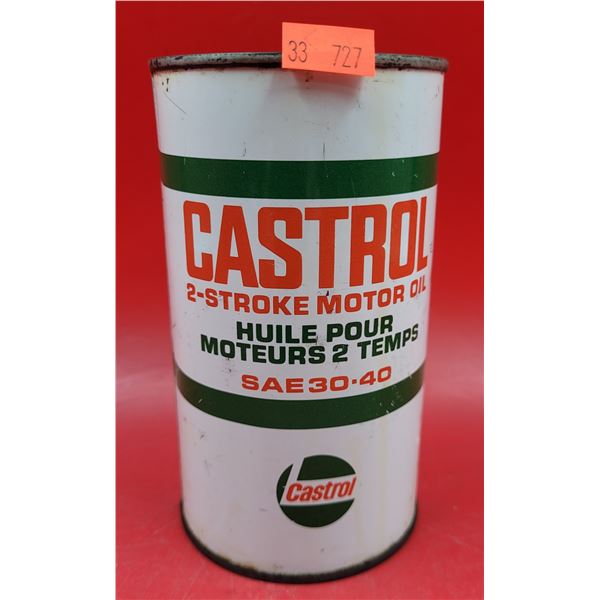 33 727
CASTROL
2-STROKE MOTOR OIL
HUILE POUR
MOTEURS 2 TEMPS
SAE 30-40
Castrol